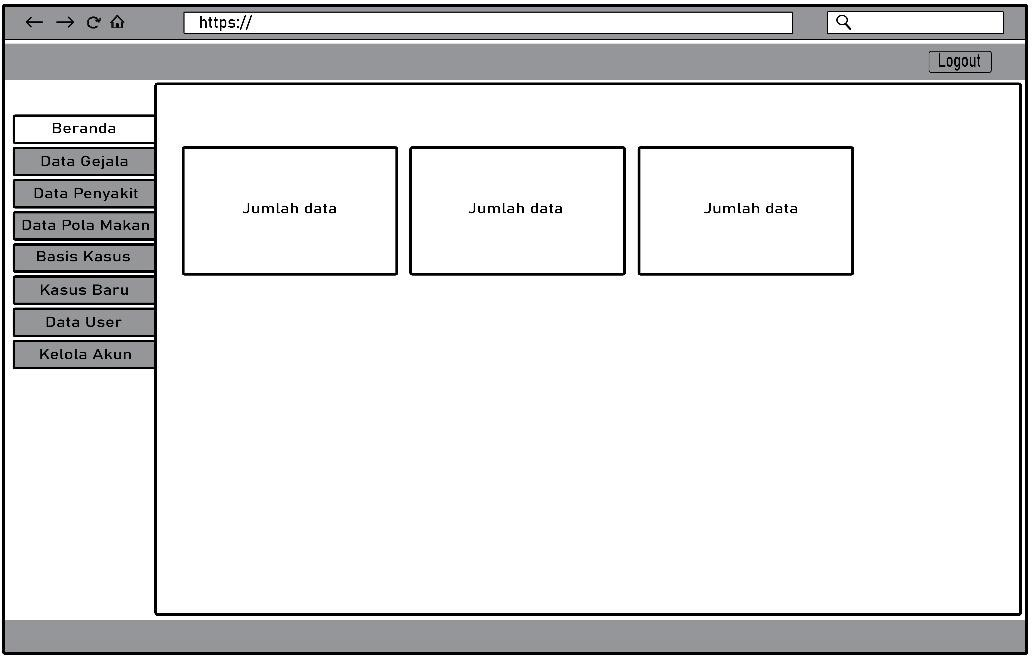 https://
Logout
Beranda
Data Gejala
Data Penyakit
Data Pola Makan
Basis Kasus
Kasus Baru
Data User
Kelola Akun
Jumlah data
Jumlah data
Jumlah data